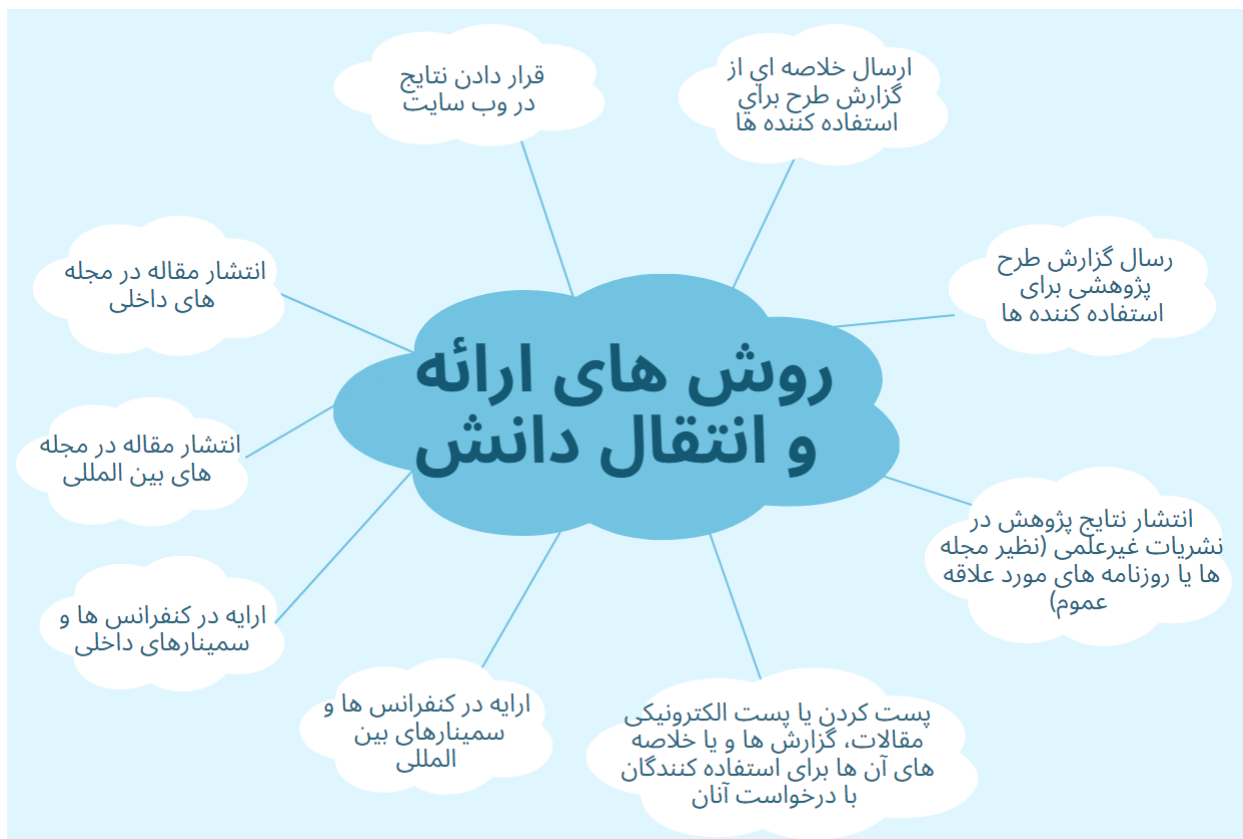 روش های ارائه
و انتقال دانش
ارسال خلاصه اي از
گزارش طرح براي
استفاده کننده ها
رسال گزارش طرح
پژوهشی برای
استفاده کننده ها
انتشار نتایج پژوهش در
نشریات غیرعلمی (نظیر مجله
ها یا روزنامه های مورد علاقه
عموم)
پست کردن یا پست الکترونیکی
مقالات، گزارش ها و یا خلاصه
های آن ها برای استفاده کنندگان
با درخواست آنان
ارایه در کنفرانس ها و
سمینارهای بین
المللی
ارایه در کنفرانس ها و
سمینارهای داخلی
انتشار مقاله در مجله
های بین المللی
انتشار مقاله در مجله
های داخلی
قرار دادن نتایج
در وب سایت